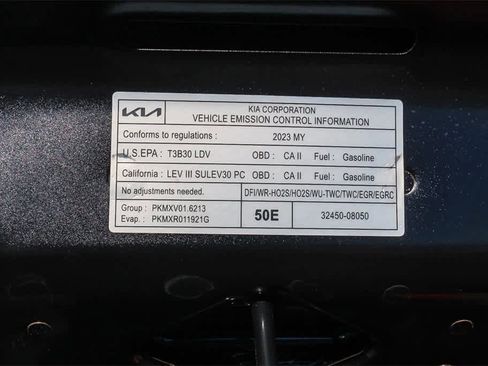 KIA
KIA CORPORATION
VEHICLE EMISSION CONTROL INFORMATION
Conforms to regulations : 2023 MY
U.S.EPA : T3B30 LDV OBD : CA II Fuel : Gasoline
California : LEV III SULEV30 PC OBD : CA II Fuel : Gasoline
No adjustments needed. DFI/WR-HO2S/HO2S/WU-TWC/TWC/EGR/EGRC
Group : PKMXV01.6213
Evap. : PKMXR011921G
50E 32450-08050